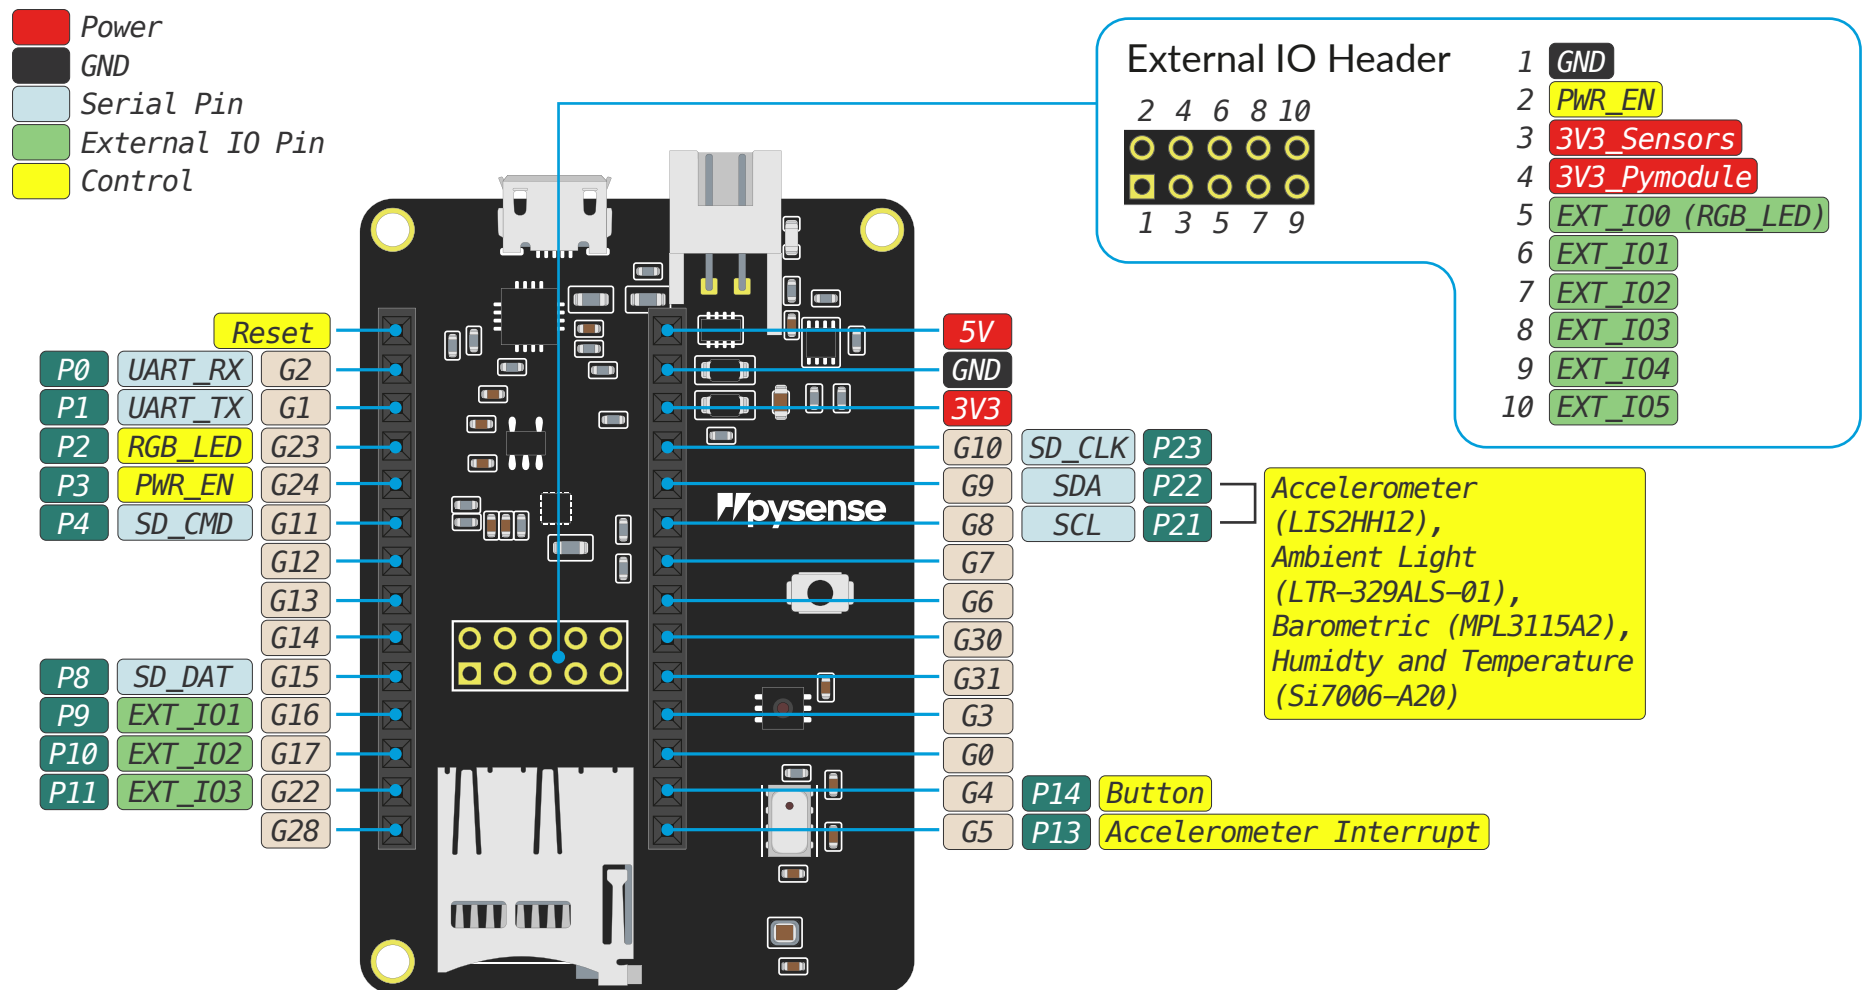 Power
GND
Serial Pin
External IO Pin
Control
External IO Header
2 4 6 8 10
1 3 5 7 9
1 GND
2 PWR_EN
3 3V3_Sensors
4 3V3_Pymodule
5 EXT_IO0 (RGB_LED)
6 EXT_IO1
7 EXT_IO2
8 EXT_IO3
9 EXT_IO4
10 EXT_IO5
Reset
P0 UART_RX G2
P1 UART_TX G1
P2 RGB_LED G23
P3 PWR_EN G24
P4 SD_CMD G11
G12
G13
G14
P8 SD_DAT G15
P9 EXT_IO1 G16
P10 EXT_IO2 G17
P11 EXT_IO3 G22
G28
pysense
5V
GND
3V3
G10 SD_CLK P23
G9 SDA P22
G8 SCL P21
G7
G6
G30
G31
G3
G0
G4 P14 Button
G5 P13 Accelerometer Interrupt
Accelerometer
(LIS2HH12),
Ambient Light
(LTR–329ALS–01),
Barometric (MPL3115A2),
Humidty and Temperature
(Si7006–A20)